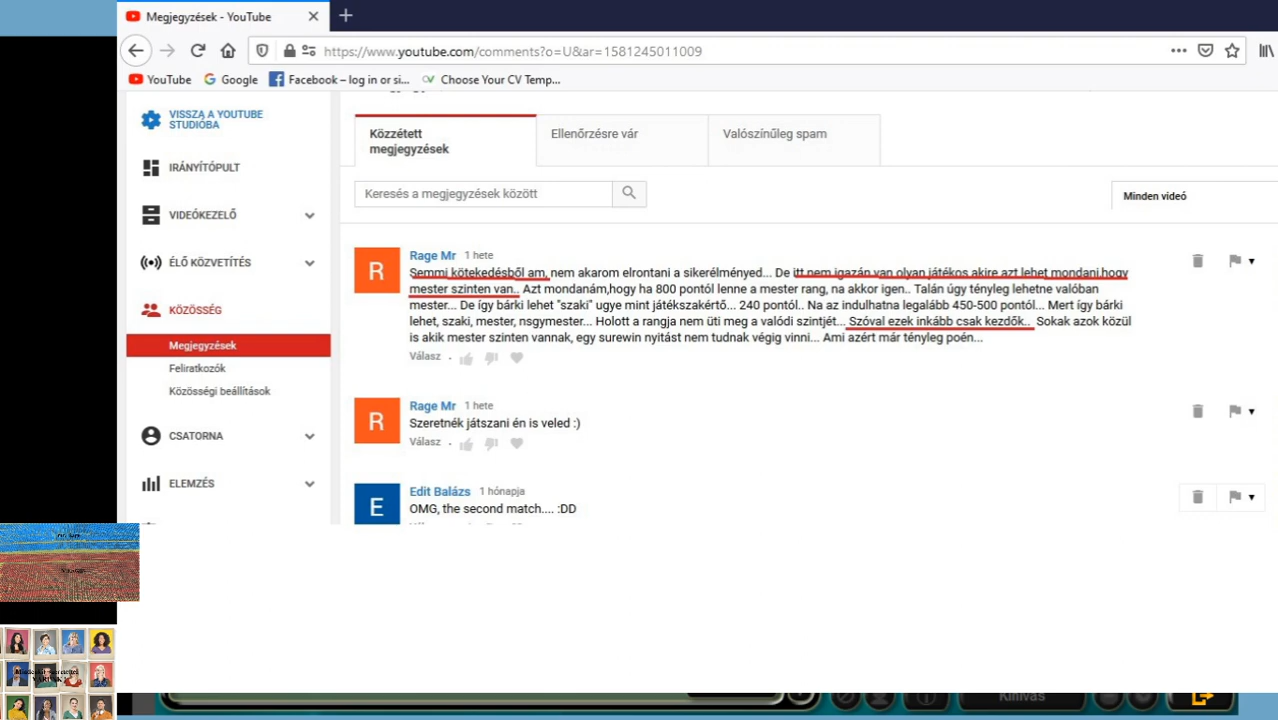 Megjegyzések - YouTube
https://www.youtube.com/comments?o=U&ar=1581245011009
YouTube Google Facebook – log in or si... Choose Your CV Temp...
VISSZA A YOUTUBE
STÚDIÓBA
IRÁNYÍTÓPULT
VIDEÓKEZELŐ
ÉLŐ KÖZVETÍTÉS
KÖZÖSSÉG
Megjegyzések
Feliratkozók
Közösségi beállítások
CSATORNA
ELEMZÉS
Közzétett
megjegyzések
Ellenőrzésre vár
Valószínűleg spam
Keresés a megjegyzések között
Minden videó
R
Rage Mr 1 hete
Semmi kötekedésből am, nem akarom elrontani a sikerélményed... De itt nem igazán van olyan játékos akire azt lehet mondani,hogy
mester szinten van.. Azt mondanám,hogy ha 800 pontól lenne a mester rang, na akkor igen.. Talán úgy tényleg lehetne valóban
mester... De így bárki lehet "szaki" ugye mint játékszakértő... 240 pontól.. Na az indulhatna legalább 450-500 pontól... Mert így bárki
lehet, szaki, mester, nsgymester... Holott a rangja nem üti meg a valódi szintjét... Szóval ezek inkább csak kezdők.. Sokak azok közül
is akik mester szinten vannak, egy surewin nyitást nem tudnak végig vinni... Ami azért már tényleg poén...
Válasz
R
Rage Mr 1 hete
Szeretnék játszani én is veled :)
Válasz
E
Edit Balázs 1 hónapja
OMG, the second match.... :DD
Kihívás